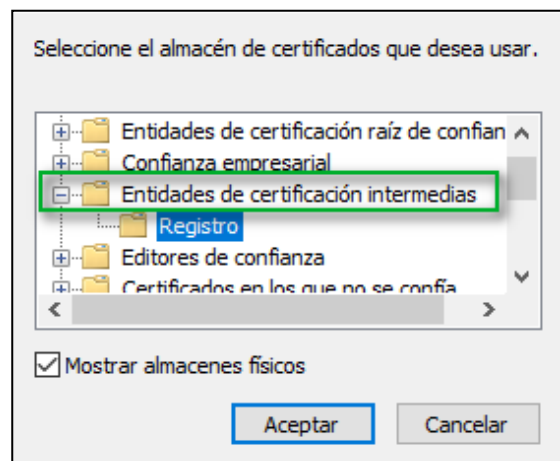 Seleccione el almacén de certificados que desea usar.
Entidades de certificación raíz de confian
Confianza empresarial
Entidades de certificación intermedias
Registro
Editores de confianza
Certificados en los que no se confía
Mostrar almacenes físicos
Aceptar
Cancelar